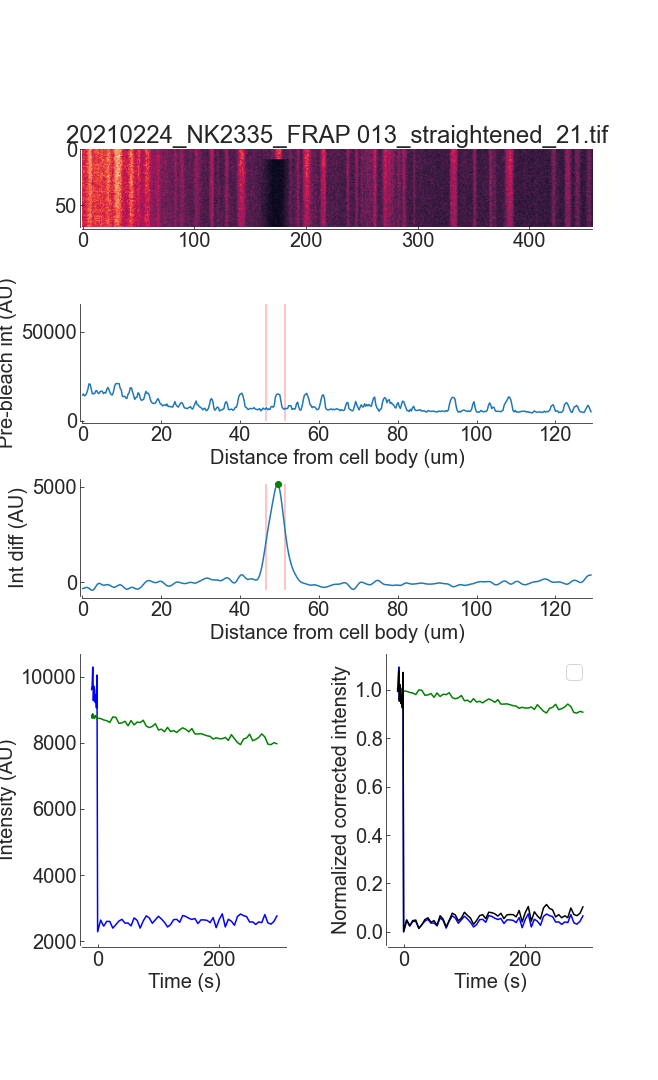 20210224_NK2335_FRAP 013_straightened_21.tif
0
50
0 100 200 300 400
Pre-bleach int (AU)
50000
0
0 20 40 60 80 100 120
Distance from cell body (um)
Int diff (AU)
5000
0
0 20 40 60 80 100 120
Distance from cell body (um)
Intensity (AU)
10000
8000
6000
4000
2000
0 200
Time (s)
Normalized corrected intensity
1.0
0.8
0.6
0.4
0.2
0.0
0 200
Time (s)